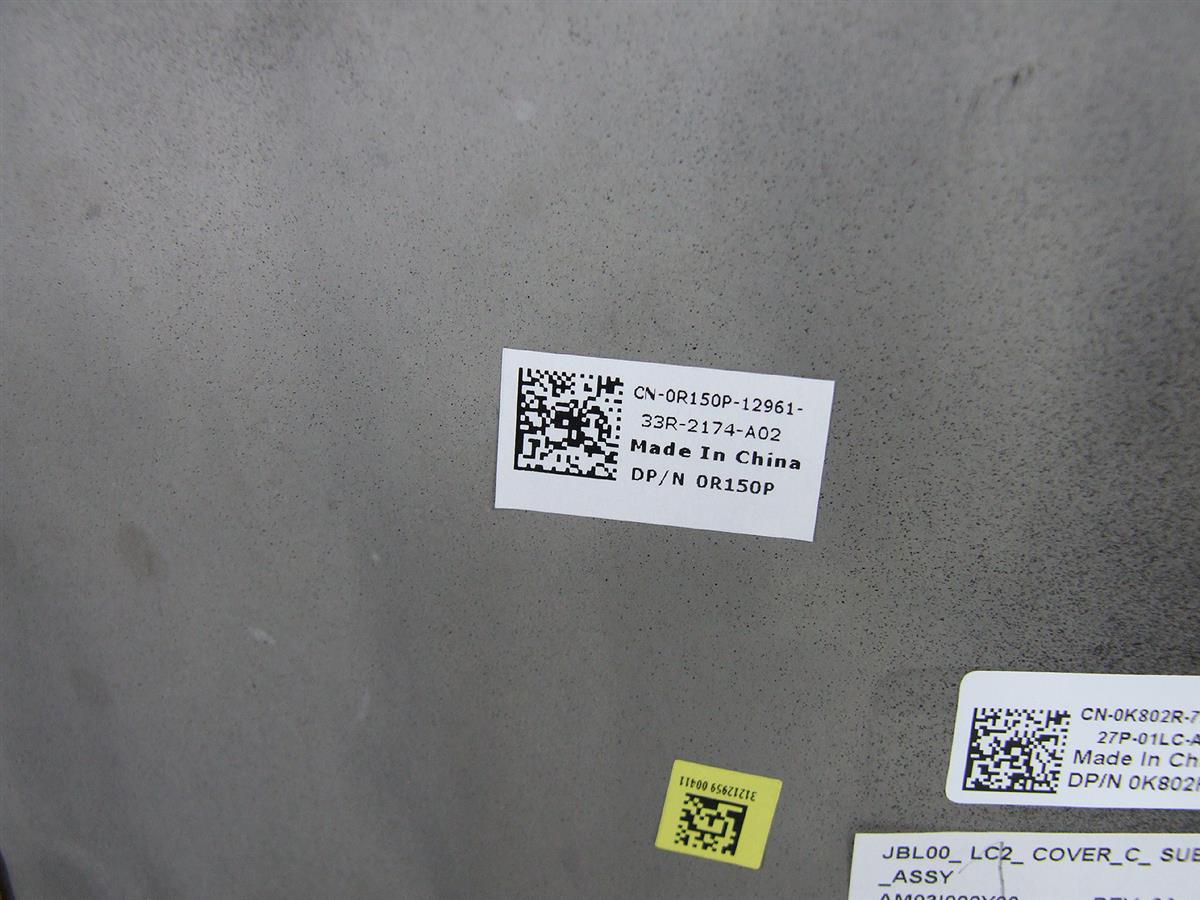 CN-0R150P-12961-
33R-2174-A02
Made In China
DP/N 0R150P
CN-0K802R-7
27P-01LC-A
Made In Ch
DP/N 0K802
31212959 00411
JBL00_ LC2_ COVER_C_ SUB
_ASSY